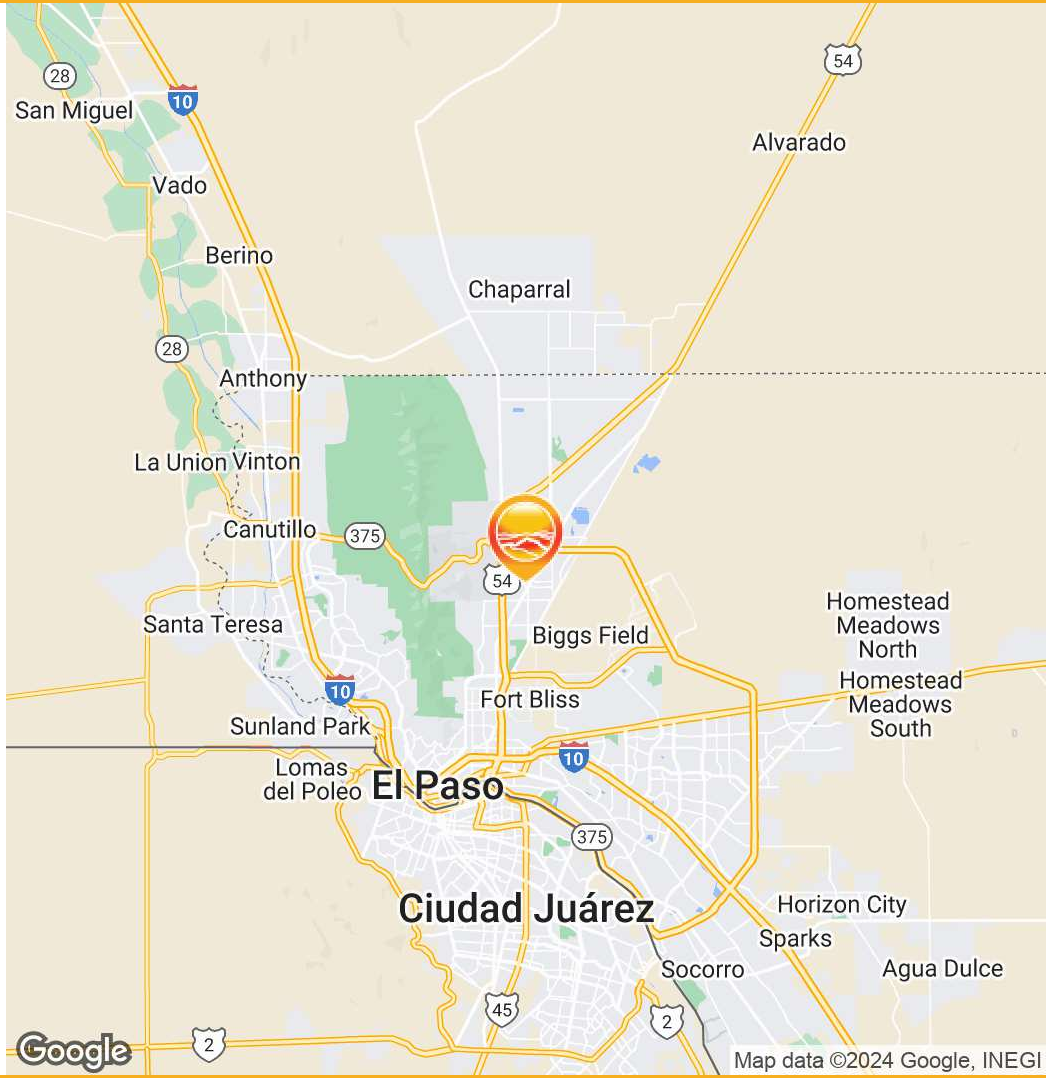 54
28
San Miguel
10
Alvarado
Vado
Berino
Chaparral
28
Anthony
La Union
Vinton
Canutillo
375
54
Santa Teresa
Biggs Field
Homestead
Meadows
North
Homestead
Meadows
South
10
Fort Bliss
Sunland Park
10
Lomas
del Poleo
El Paso
375
Ciudad Juárez
Horizon City
Sparks
Socorro
Agua Dulce
45
2
2
Google
Map data ©2024 Google, INEGI